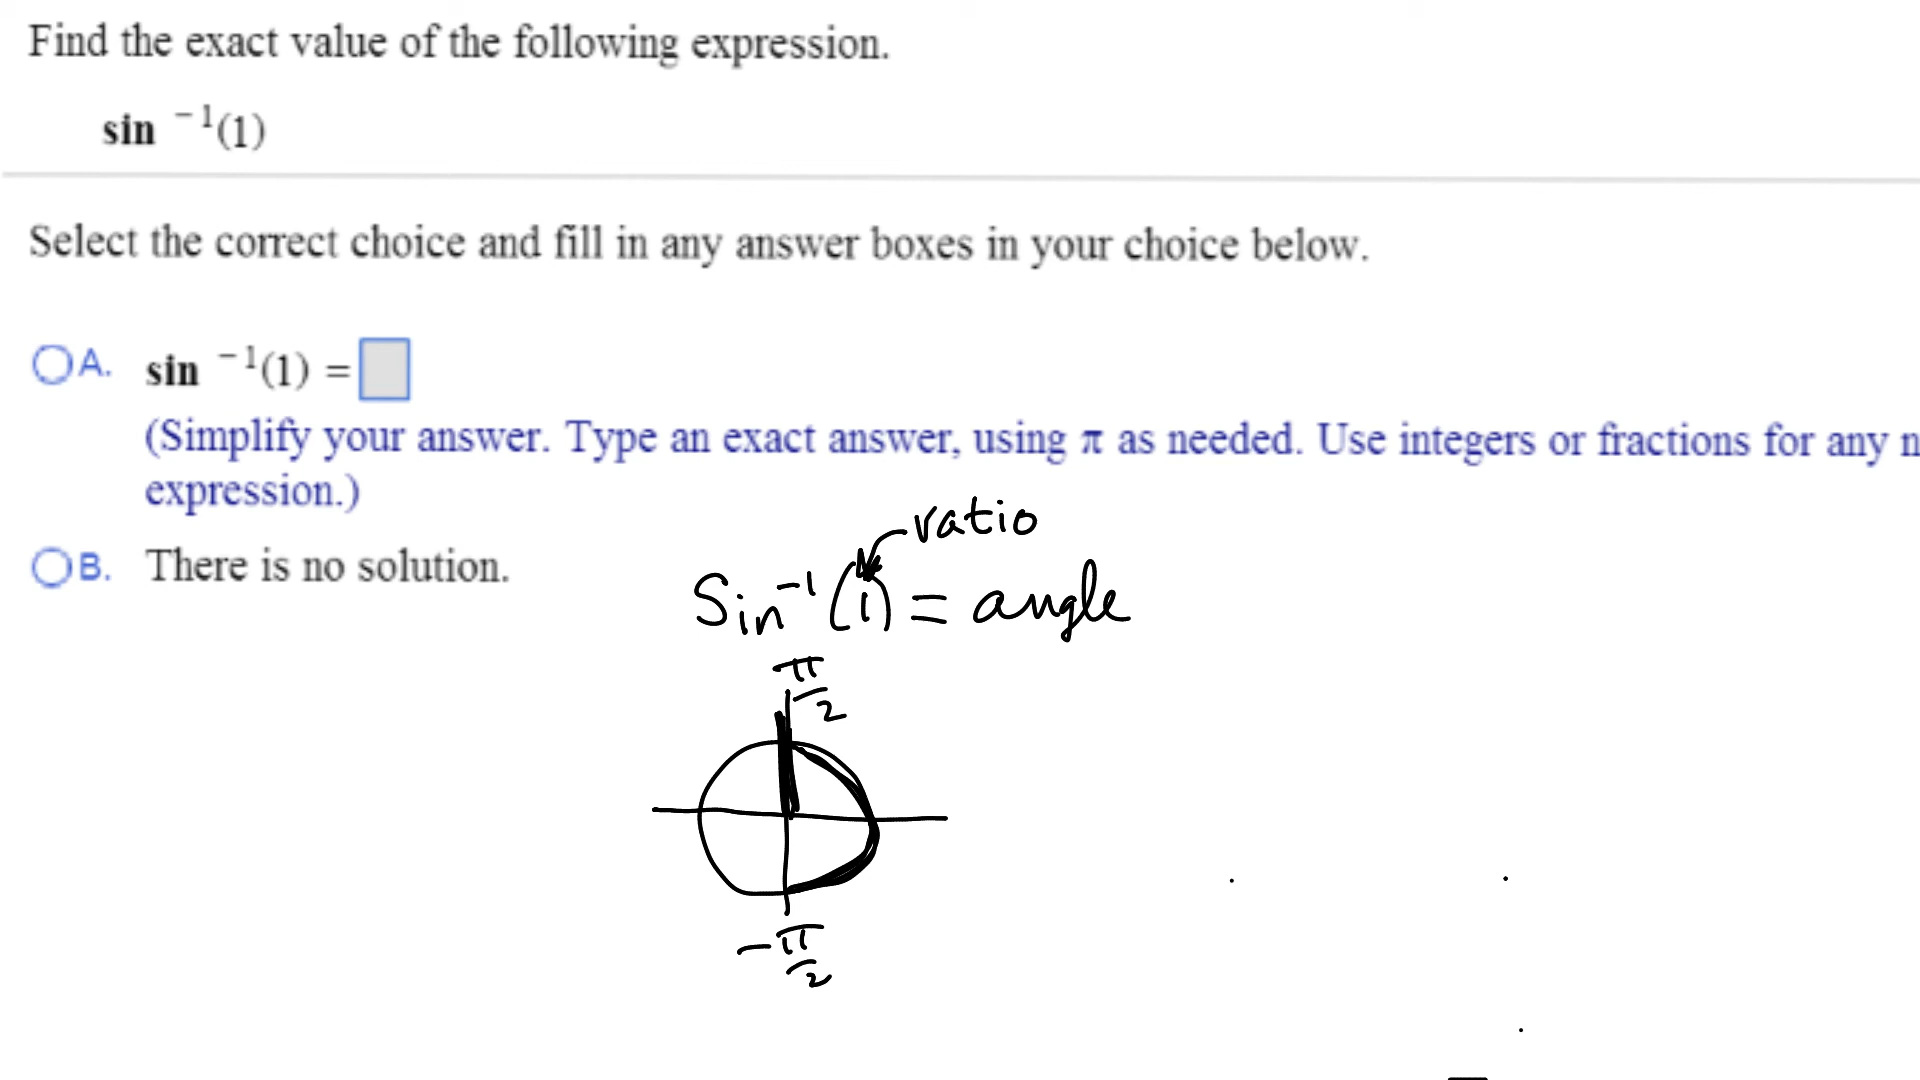 Find the exact value of the following expression.
sin ⁻¹(1)
Select the correct choice and fill in any answer boxes in your choice below.
A. sin ⁻¹(1) =
(Simplify your answer. Type an exact answer, using π as needed. Use integers or fractions for any n
expression.)
B. There is no solution.
ratio
Sin⁻¹(1) = angle
π/2
-π/2